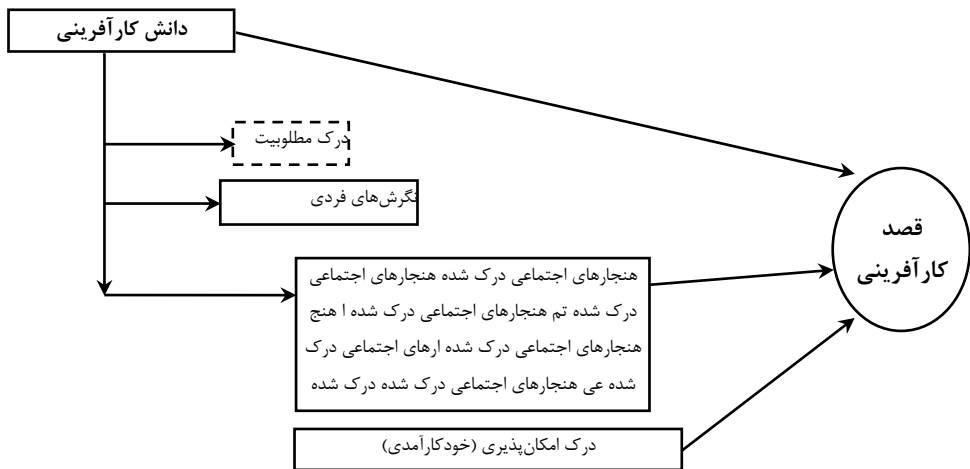 دانش کارآفرینی
درک مطلوبیت
نگرش‌های فردی
قصد
کارآفرینی
هنجارهای اجتماعی درک شده هنجارهای اجتماعی
درک شده تم هنجارهای اجتماعی درک شده ا هنج
هنجارهای اجتماعی درک شده ارهای اجتماعی درک
شده عی هنجارهای اجتماعی درک شده درک شده
درک امکان‌پذیری (خودکارآمدی)